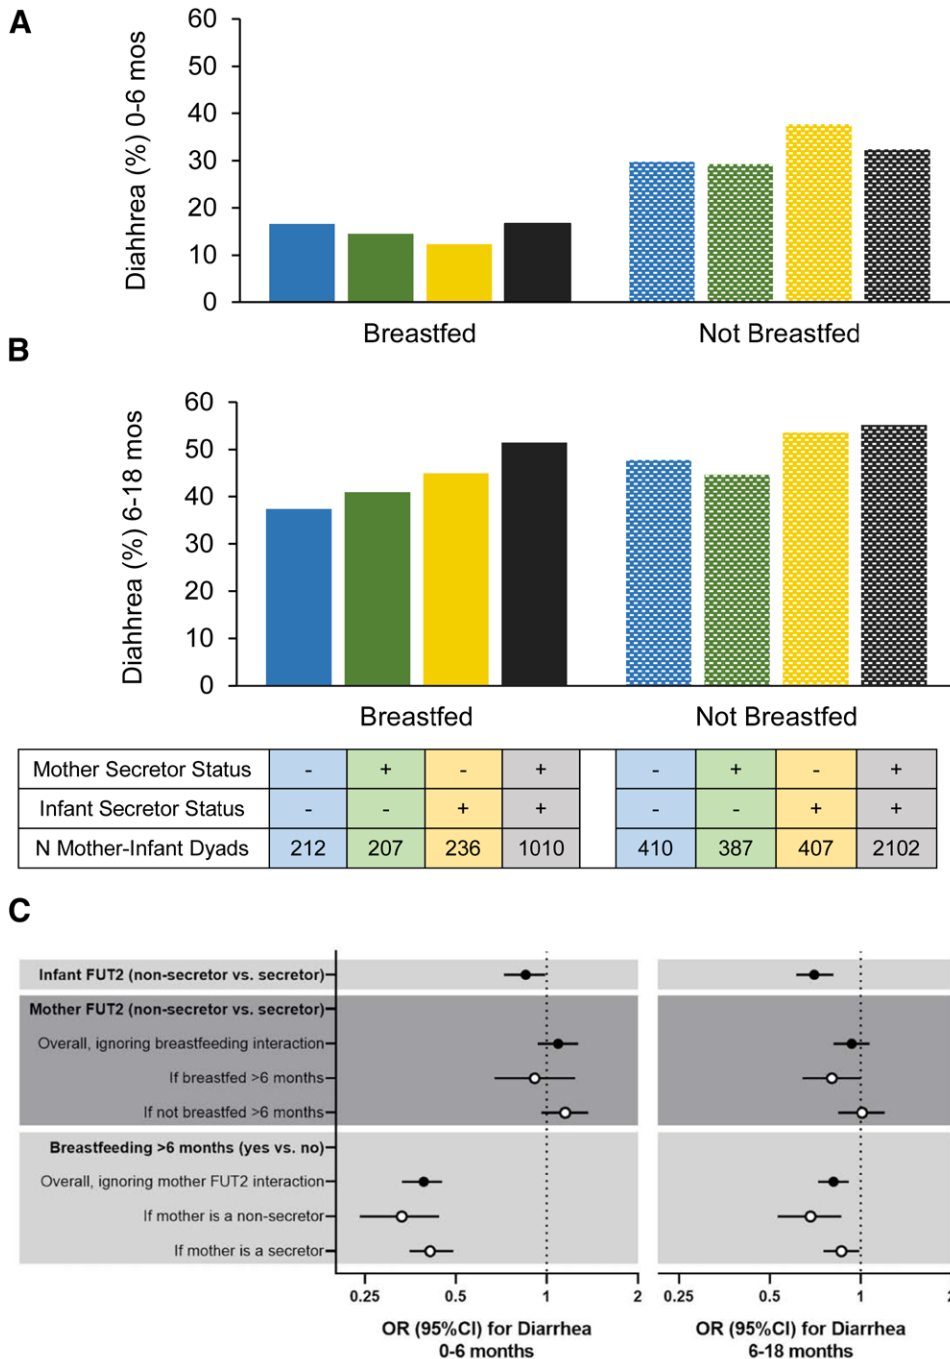 A
Diahhrea (%) 0-6 mos
60
50
40
30
20
10
0
Breastfed Not Breastfed
B
Diahhrea (%) 6-18 mos
60
50
40
30
20
10
0
Breastfed Not Breastfed
Mother Secretor Status - + - + - + - +
Infant Secretor Status - - + + - - + +
N Mother-Infant Dyads 212 207 236 1010 410 387 407 2102
C
Infant FUT2 (non-secretor vs. secretor)
Mother FUT2 (non-secretor vs. secretor)
Overall, ignoring breastfeeding interaction
If breastfed >6 months
If not breastfed >6 months
Breastfeeding >6 months (yes vs. no)
Overall, ignoring mother FUT2 interaction
If mother is a non-secretor
If mother is a secretor
0.25 0.5 1 2 0.25 0.5 1 2
OR (95%CI) for Diarrhea OR (95%CI) for Diarrhea
0-6 months 6-18 months